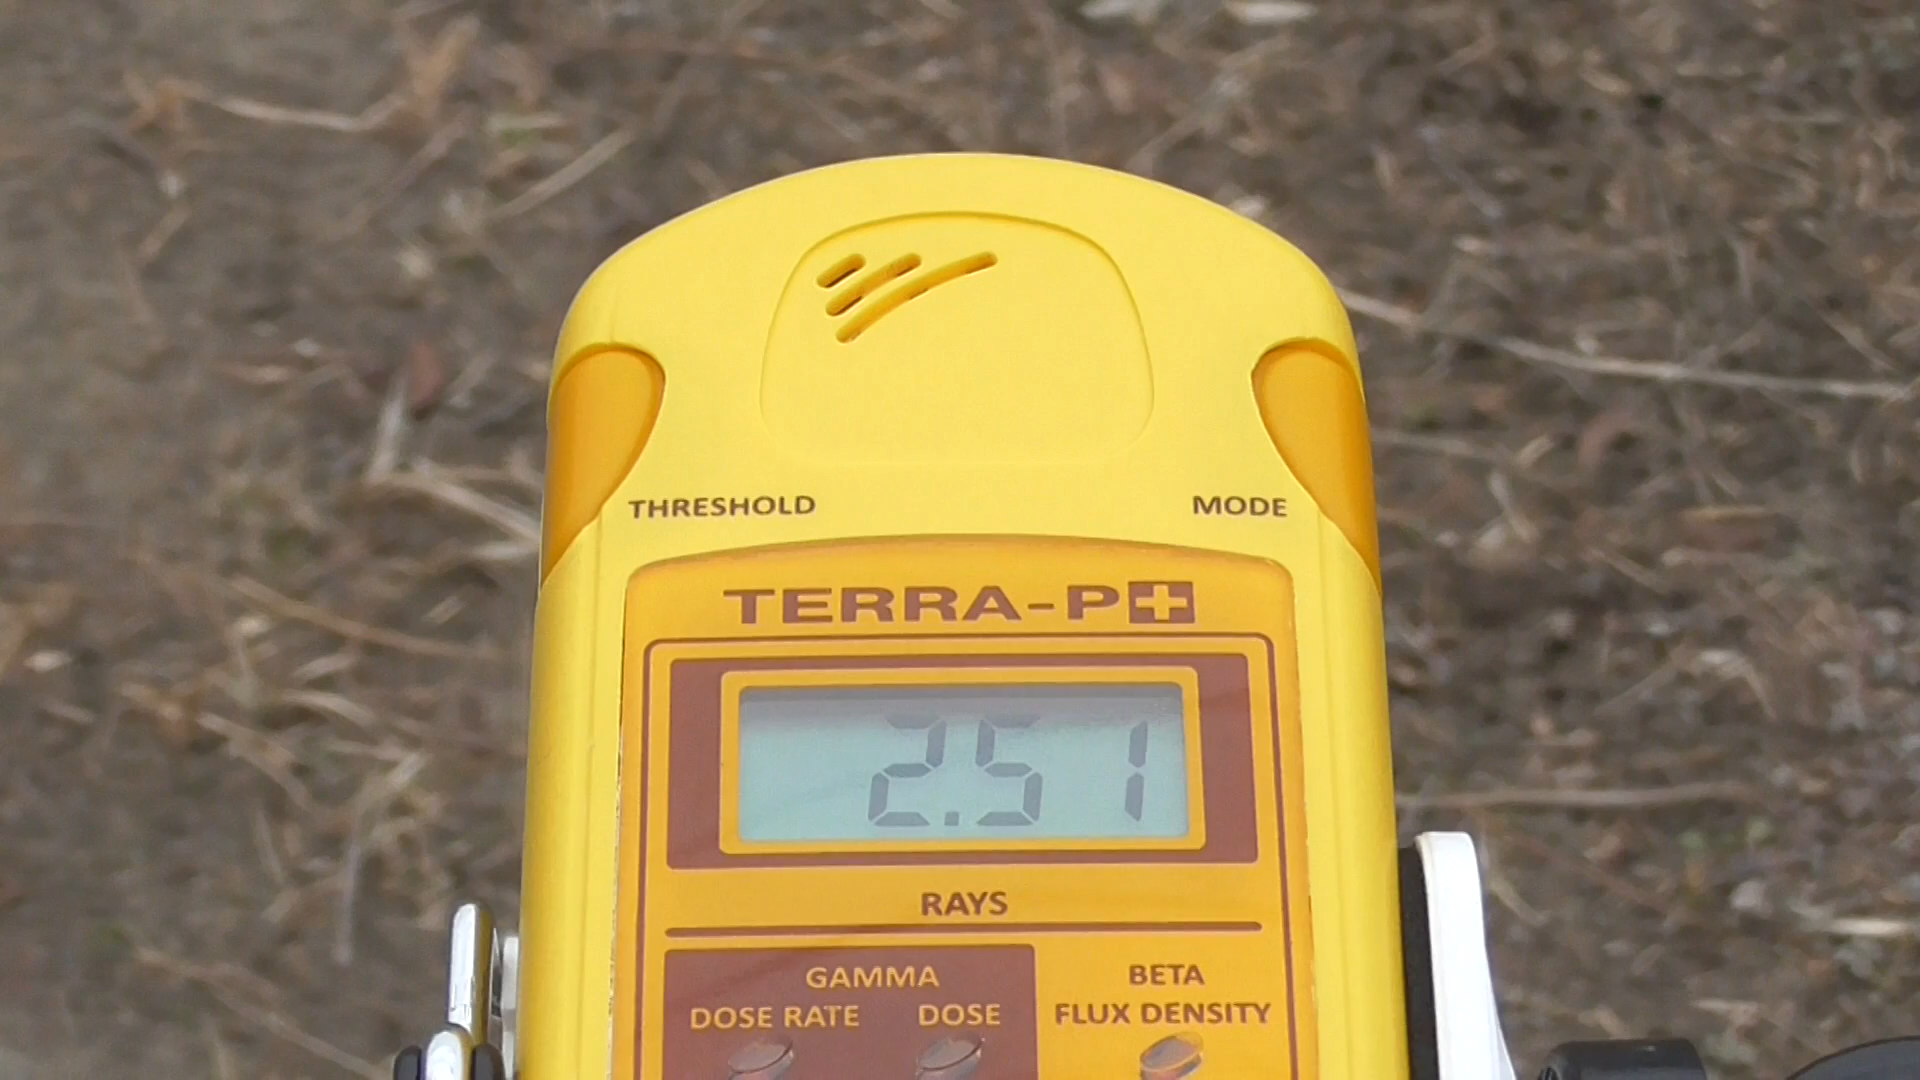 THRESHOLD MODE
TERRA-P+
2.51
RAYS
GAMMA BETA
DOSE RATE DOSE FLUX DENSITY